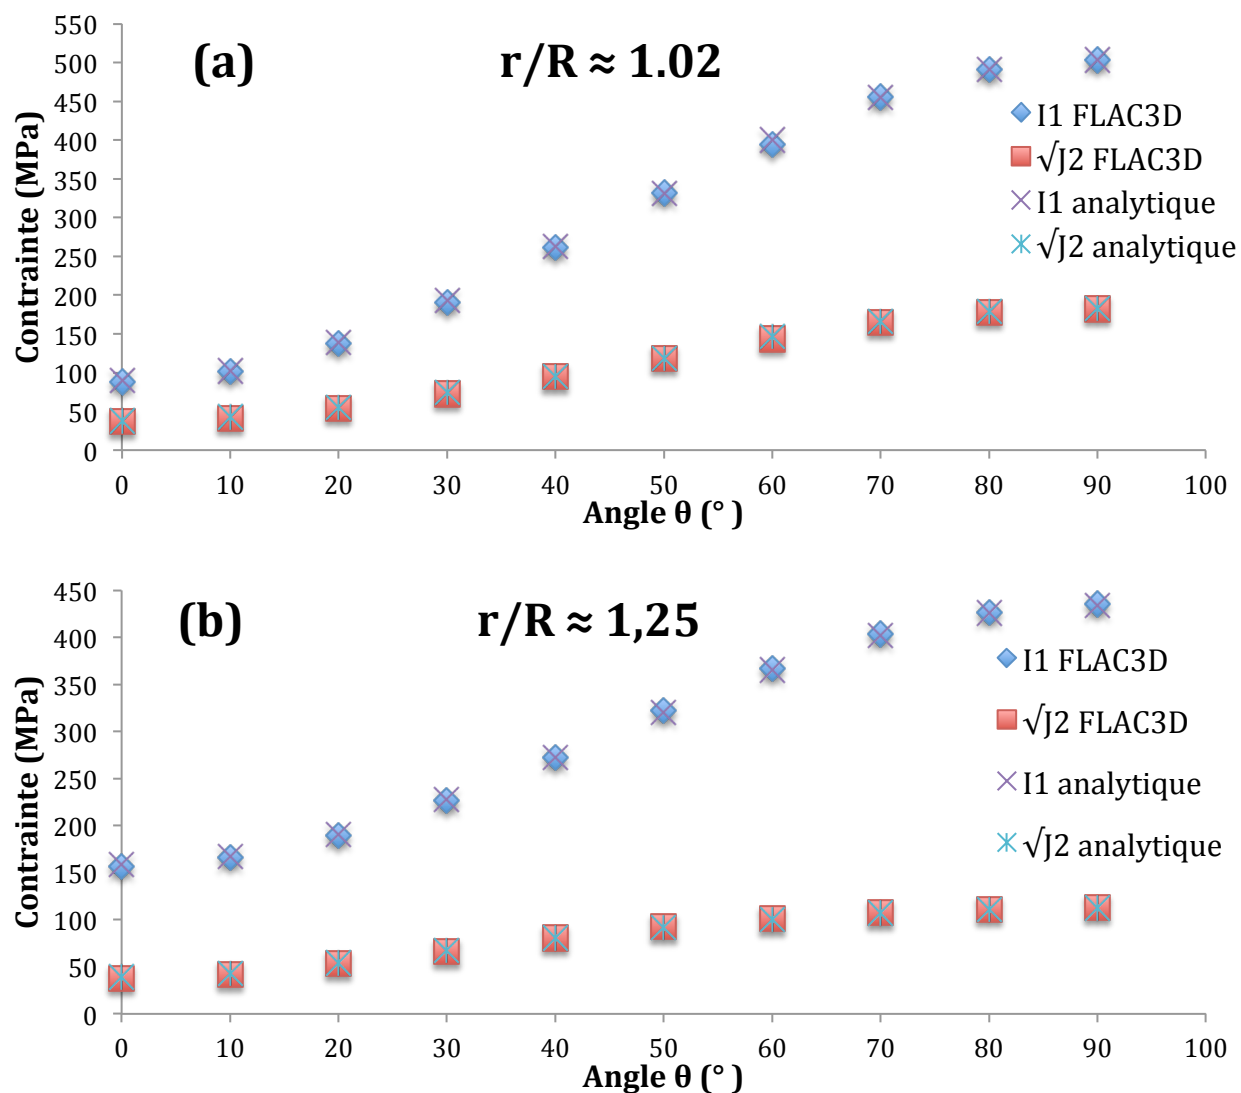 (a)
r/R ≈ 1.02
Contrainte (MPa)
550
500
450
400
350
300
250
200
150
100
50
0
I1 FLAC3D
√J2 FLAC3D
I1 analytique
√J2 analytique
0 10 20 30 40 50 60 70 80 90 100
Angle θ (° )
(b)
r/R ≈ 1,25
Contrainte (MPa)
450
400
350
300
250
200
150
100
50
0
I1 FLAC3D
√J2 FLAC3D
I1 analytique
√J2 analytique
0 10 20 30 40 50 60 70 80 90 100
Angle θ (° )